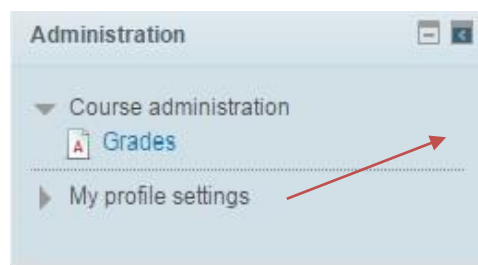 Administration
Course administration
A Grades
My profile settings